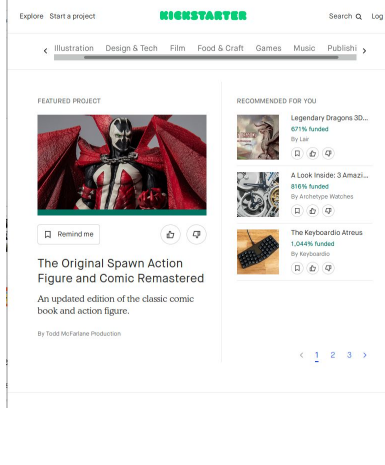 Explore Start a project KICKSTARTER Search Log
Illustration Design & Tech Film Food & Craft Games Music Publishi
FEATURED PROJECT
Remind me
The Original Spawn Action
Figure and Comic Remastered
An updated edition of the classic comic
book and action figure.
By Todd McFarlane Production
RECOMMENDED FOR YOU
Legendary Dragons 3D...
671% funded
By Lair
A Look Inside: 3 Amazi...
816% funded
By Archetype Watches
The Keyboardio Atreus
1,044% funded
By Keyboardio
1 2 3